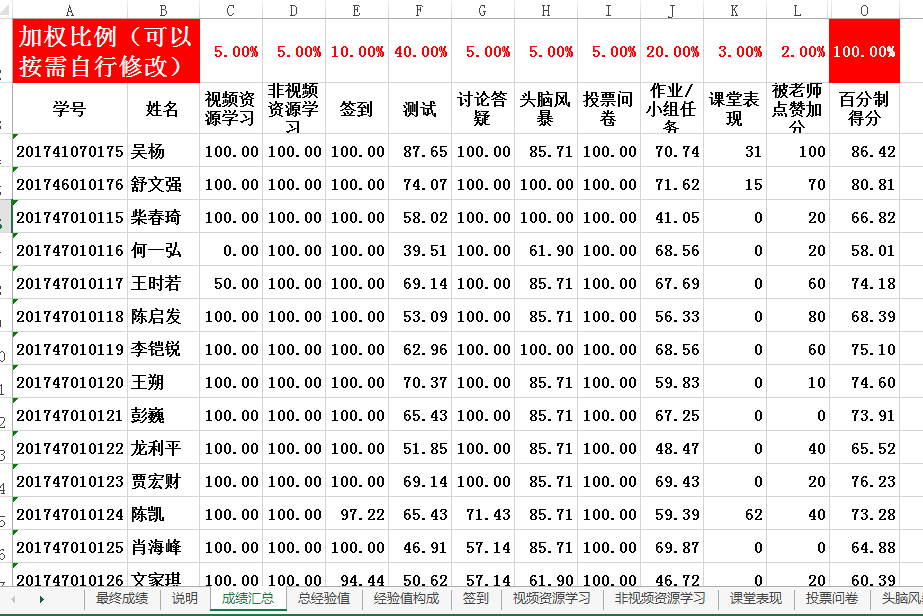 A B C D E F G H I J K L O
加权比例（可以
按需自行修改） 5.00% 5.00% 10.00% 40.00% 5.00% 5.00% 5.00% 20.00% 3.00% 2.00% 100.00%
学号 姓名 视频资源学习 非视频资源学习 签到 测试 讨论答疑 头脑风暴 投票问卷 作业/小组任务 课堂表现 被老师点赞加分 百分制得分
201741070175 吴杨 100.00 100.00 100.00 87.65 100.00 85.71 100.00 70.74 31 100 86.42
201746010176 舒文强 100.00 100.00 100.00 74.07 100.00 100.00 100.00 71.62 15 70 80.81
201747010115 柴春琦 100.00 100.00 100.00 58.02 100.00 100.00 100.00 41.05 0 20 66.82
201747010116 何一弘 0.00 100.00 100.00 39.51 100.00 61.90 100.00 68.56 0 20 58.01
201747010117 王时若 50.00 100.00 100.00 69.14 100.00 85.71 100.00 67.69 0 60 74.18
201747010118 陈启发 100.00 100.00 100.00 53.09 100.00 85.71 100.00 56.33 0 80 68.39
201747010119 李铠锐 100.00 100.00 100.00 62.96 100.00 100.00 100.00 68.56 0 60 75.10
201747010120 王朔 100.00 100.00 100.00 70.37 100.00 85.71 100.00 59.83 0 10 74.60
201747010121 彭巍 100.00 100.00 100.00 65.43 100.00 85.71 100.00 67.25 0 0 73.91
201747010122 龙利平 100.00 100.00 100.00 51.85 100.00 85.71 100.00 48.47 0 40 65.52
201747010123 贾宏财 100.00 100.00 100.00 69.14 100.00 85.71 100.00 69.43 0 20 76.23
201747010124 陈凯 100.00 100.00 97.22 65.43 71.43 85.71 100.00 59.39 62 40 73.28
201747010125 肖海峰 100.00 100.00 100.00 46.91 57.14 85.71 100.00 69.87 0 0 64.88
201747010126 文家琪 100.00 100.00 94.44 50.62 57.14 61.90 100.00 46.72 0 20 60.39
最终成绩 说明 成绩汇总 总经验值 经验值构成 签到 视频资源学习 非视频资源学习 课堂表现 投票问卷 头脑风